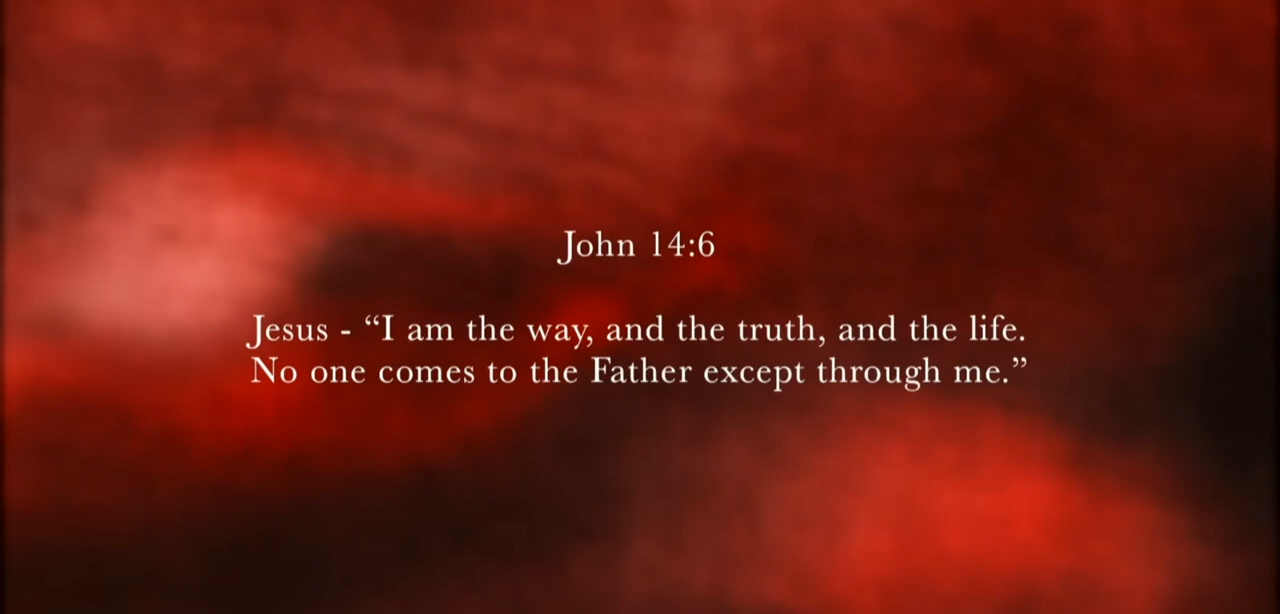 John 14:6
Jesus - “I am the way, and the truth, and the life.
No one comes to the Father except through me.”